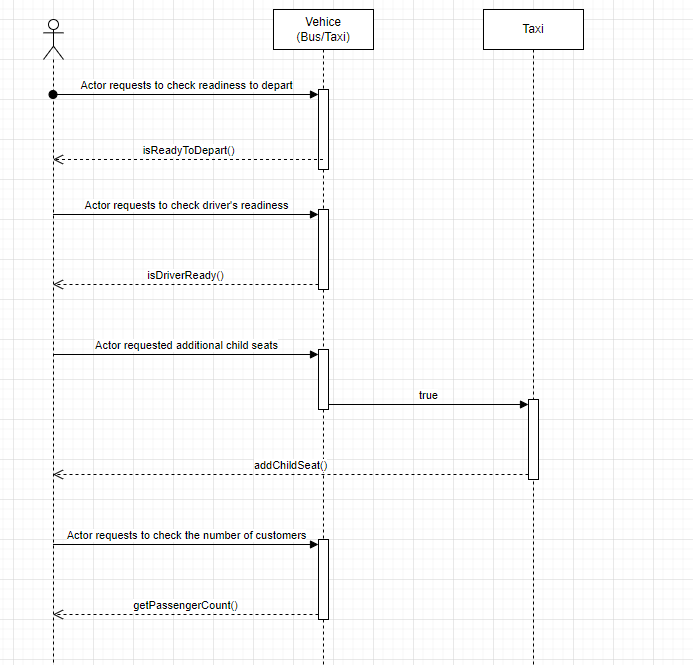 Vehice
(Bus/Taxi)
Taxi
Actor requests to check readiness to depart
isReadyToDepart()
Actor requests to check driver's readiness
isDriverReady()
Actor requested additional child seats
true
addChildSeat()
Actor requests to check the number of customers
getPassengerCount()